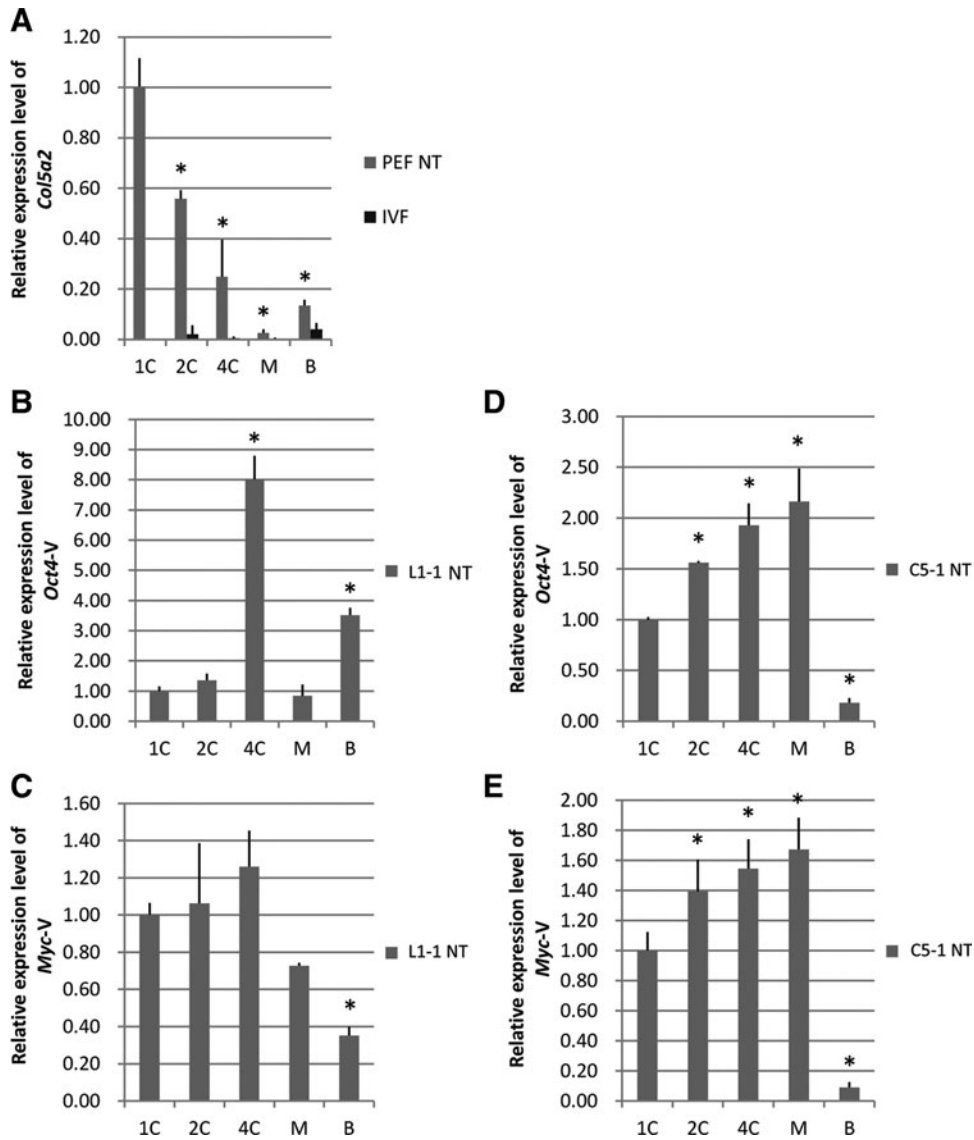 A
Relative expression level of
Col5a2
1.20
1.00
0.80
0.60
0.40
0.20
0.00
* * * *
1C 2C 4C M B
PEF NT
IVF
B
Relative expression level of
Oct4-V
10.00
9.00
8.00
7.00
6.00
5.00
4.00
3.00
2.00
1.00
0.00
* *
1C 2C 4C M B
L1-1 NT
C
Relative expression level of
Myc-V
1.60
1.40
1.20
1.00
0.80
0.60
0.40
0.20
0.00
*
1C 2C 4C M B
L1-1 NT
D
Relative expression level of
Oct4-V
3.00
2.50
2.00
1.50
1.00
0.50
0.00
* * * *
1C 2C 4C M B
C5-1 NT
E
Relative expression level of
Myc-V
2.00
1.80
1.60
1.40
1.20
1.00
0.80
0.60
0.40
0.20
0.00
* * * *
1C 2C 4C M B
C5-1 NT